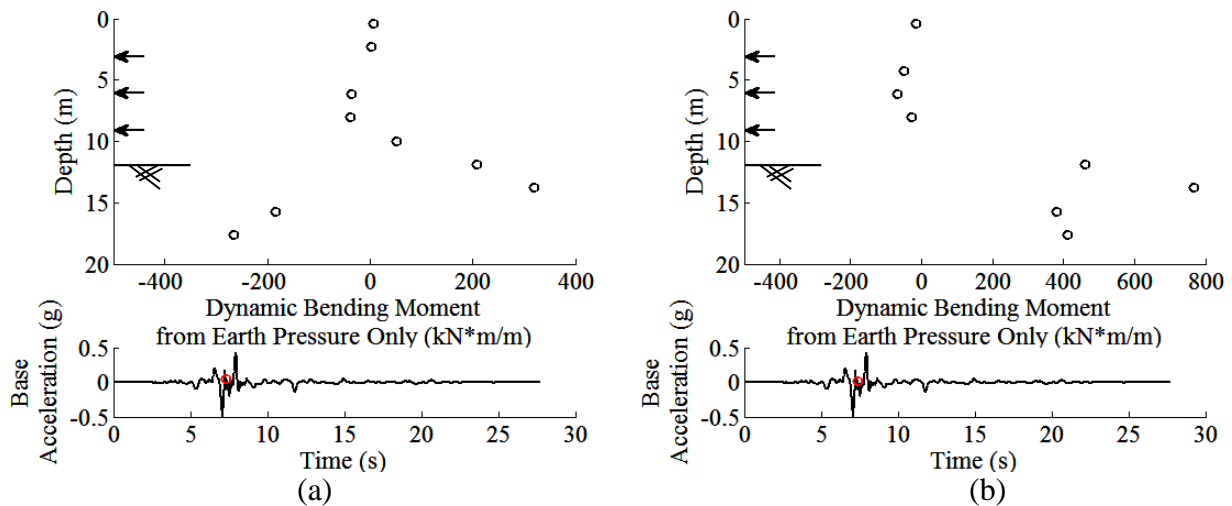 0
5
10
15
20
Depth (m)
-400 -200 0 200 400
Dynamic Bending Moment
from Earth Pressure Only (kN*m/m)
0.5
0
-0.5
Base
Acceleration (g)
0 5 10 15 20 25 30
Time (s)
(a)
0
5
10
15
20
Depth (m)
-400 -200 0 200 400 600 800
Dynamic Bending Moment
from Earth Pressure Only (kN*m/m)
0.5
0
-0.5
Base
Acceleration (g)
0 5 10 15 20 25 30
Time (s)
(b)